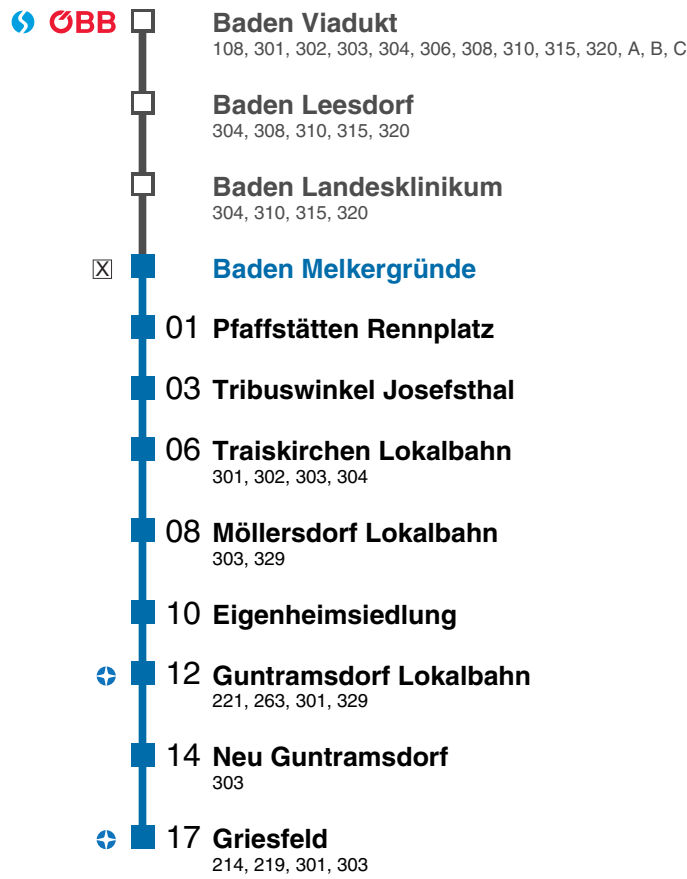 ÖBB Baden Viadukt
108, 301, 302, 303, 304, 306, 308, 310, 315, 320, A, B, C
Baden Leesdorf
304, 308, 310, 315, 320
Baden Landesklinikum
304, 310, 315, 320
X Baden Melkergründe
01 Pfaffstätten Rennplatz
03 Tribuswinkel Josefsthal
06 Traiskirchen Lokalbahn
301, 302, 303, 304
08 Möllersdorf Lokalbahn
303, 329
10 Eigenheimsiedlung
12 Guntramsdorf Lokalbahn
221, 263, 301, 329
14 Neu Guntramsdorf
303
17 Griesfeld
214, 219, 301, 303